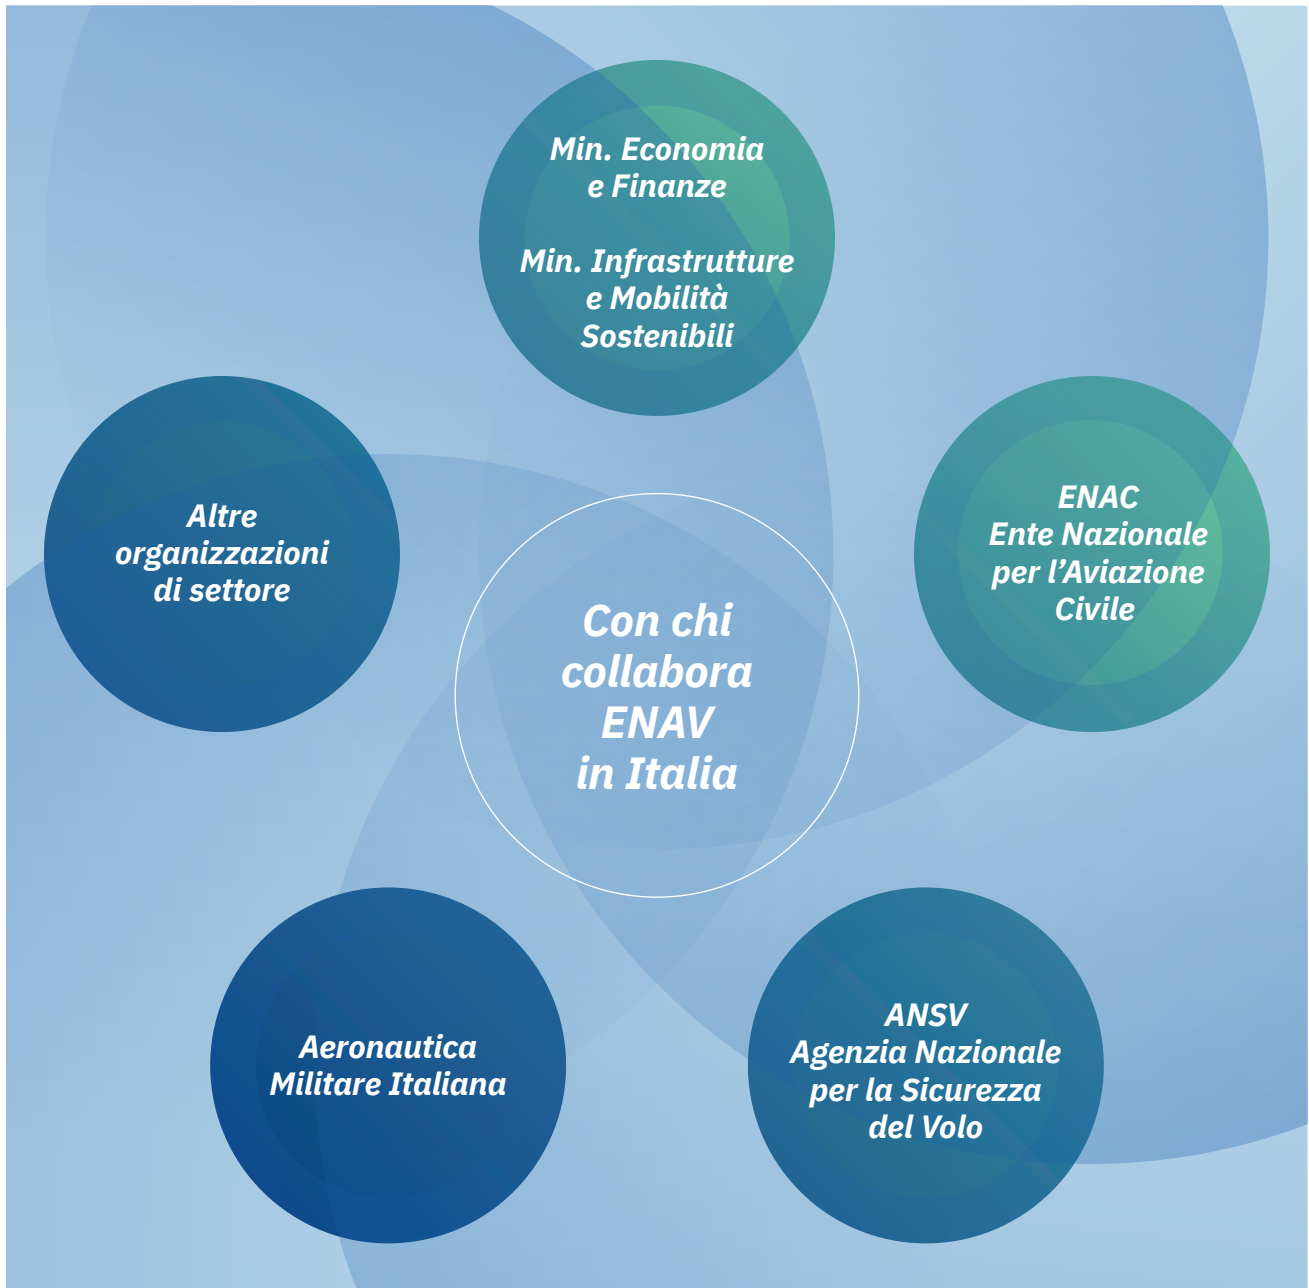 Min. Economia
e Finanze
Min. Infrastrutture
e Mobilità
Sostenibili
Altre
organizzazioni
di settore
ENAC
Ente Nazionale
per l’Aviazione
Civile
Con chi
collabora
ENAV
in Italia
Aeronautica
Militare Italiana
ANSV
Agenzia Nazionale
per la Sicurezza
del Volo